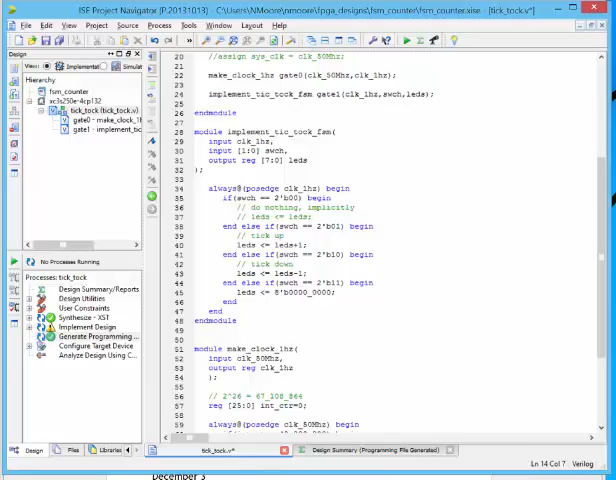 ISE Project Navigator (P.20131013) - C:\Users\NMoore\nmoore\fpga_designs\fsm_counter\fsm_counter.xise - [tick_tock.v*]
File Edit View Project Source Process Tools Window Layout Help
Design
View: Implementat Simulat
Hierarchy
fsm_counter
xc3s250e-4cp132
tick_tock (tick_tock.v)
gate0 - make_clock_1h
gate1 - implement_tic
No Processes Running
Processes: tick_tock
Design Summary/Reports
Design Utilities
User Constraints
Synthesize - XST
Implement Design
Generate Programming
Configure Target Device
Analyze Design Using C...
Design Files Libraries
20 //assign sys_clk = clk_50Mhz;
21
22 make_clock_1hz gate0(clk_50Mhz,clk_1hz);
23
24 implement_tic_tock_fsm gate1(clk_1hz,swch,leds);
25
26 endmodule
27
28 module implement_tic_tock_fsm(
29 input clk_1hz,
30 input [1:0] swch,
31 output reg [7:0] leds
32 );
33
34 always@(posedge clk_1hz) begin
35 if(swch == 2'b00) begin
36 // do nothing, implicitly
37 // leds <= leds;
38 end else if(swch == 2'b01) begin
39 // tick up
40 leds <= leds+1;
41 end else if(swch == 2'b10) begin
42 // tick down
43 leds <= leds-1;
44 end else if(swch == 2'b11) begin
45 leds <= 8'b0000_0000;
46 end
47 end
48 endmodule
49
50
51 module make_clock_1hz(
52 input clk_50Mhz,
53 output reg clk_1hz
54 );
55
56 // 2^26 = 67_108_864
57 reg [25:0] int_ctr=0;
58
59 always@(posedge clk_50Mhz) begin
tick_tock.v* Design Summary (Programming File Generated)
Ln 14 Col 7 Verilog
December 3